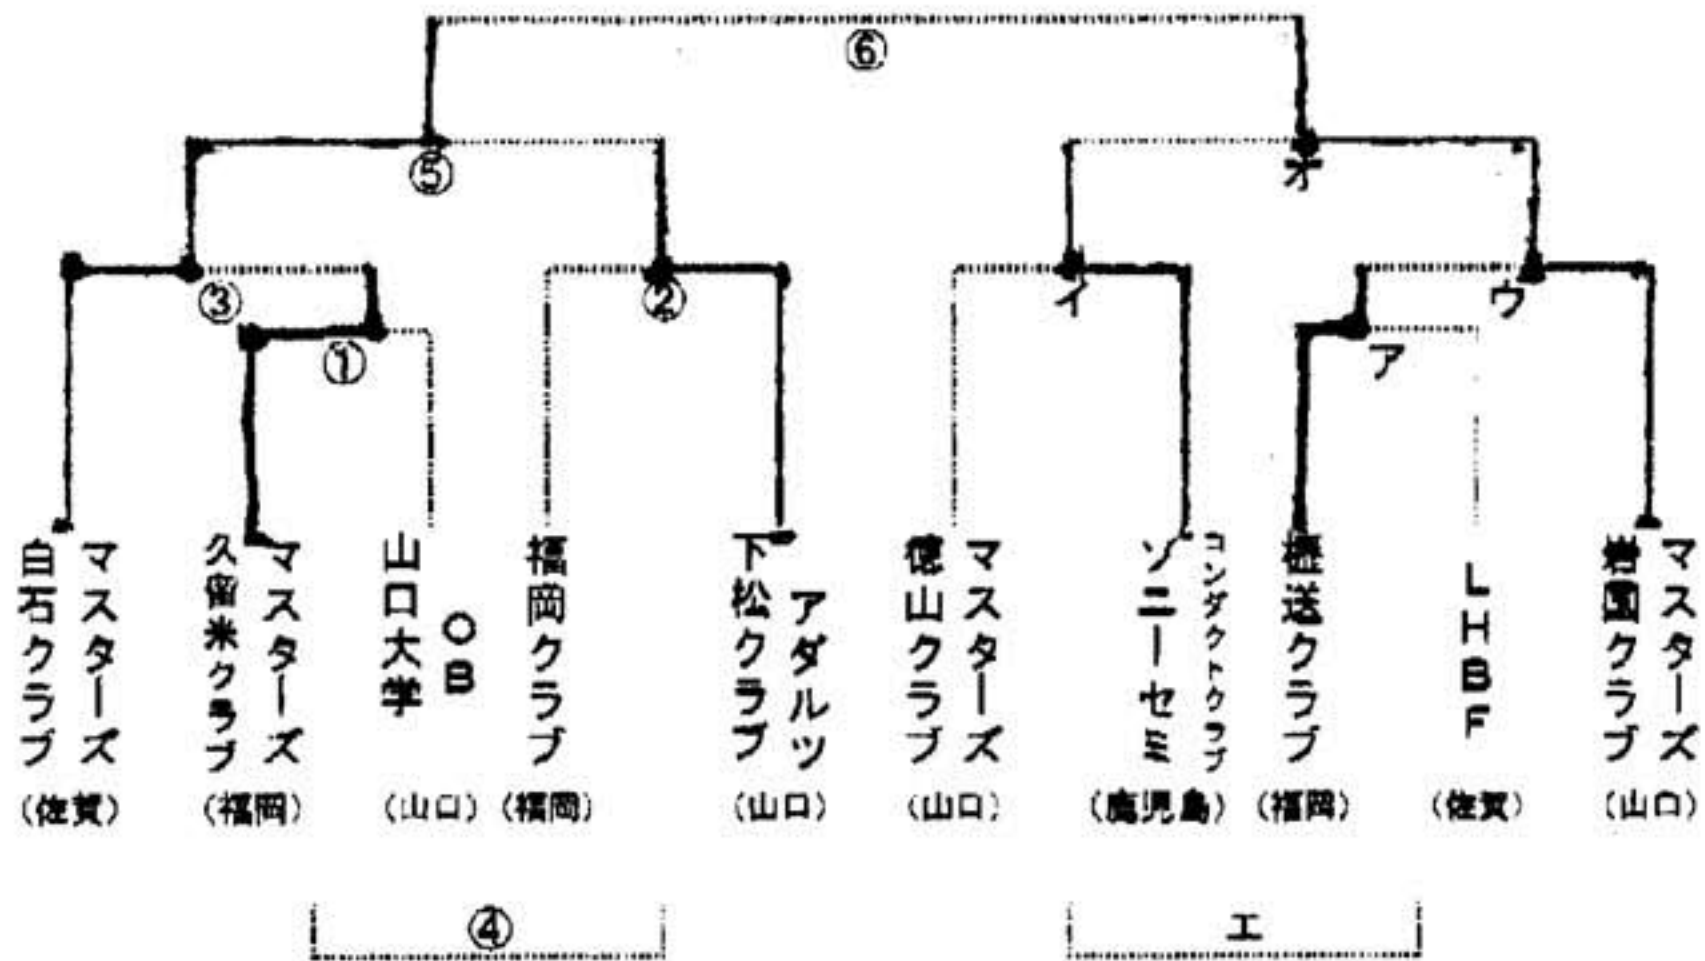 ⑥
⑤
オ
③
②
イ
ウ
①
ア
白石クラブ
マスターズ
(佐賀)
久留米クラブ
マスターズ
(福岡)
山口大学
OB
(山口)
福岡クラブ
(福岡)
下松クラブ
アダルツ
(山口)
徳山クラブ
マスターズ
(山口)
ソニーセミ
コンダクトクラブ
(鹿児島)
送クラブ
(福岡)
LHBF
(佐賀)
岩国クラブ
マスターズ
(山口)
④
エ